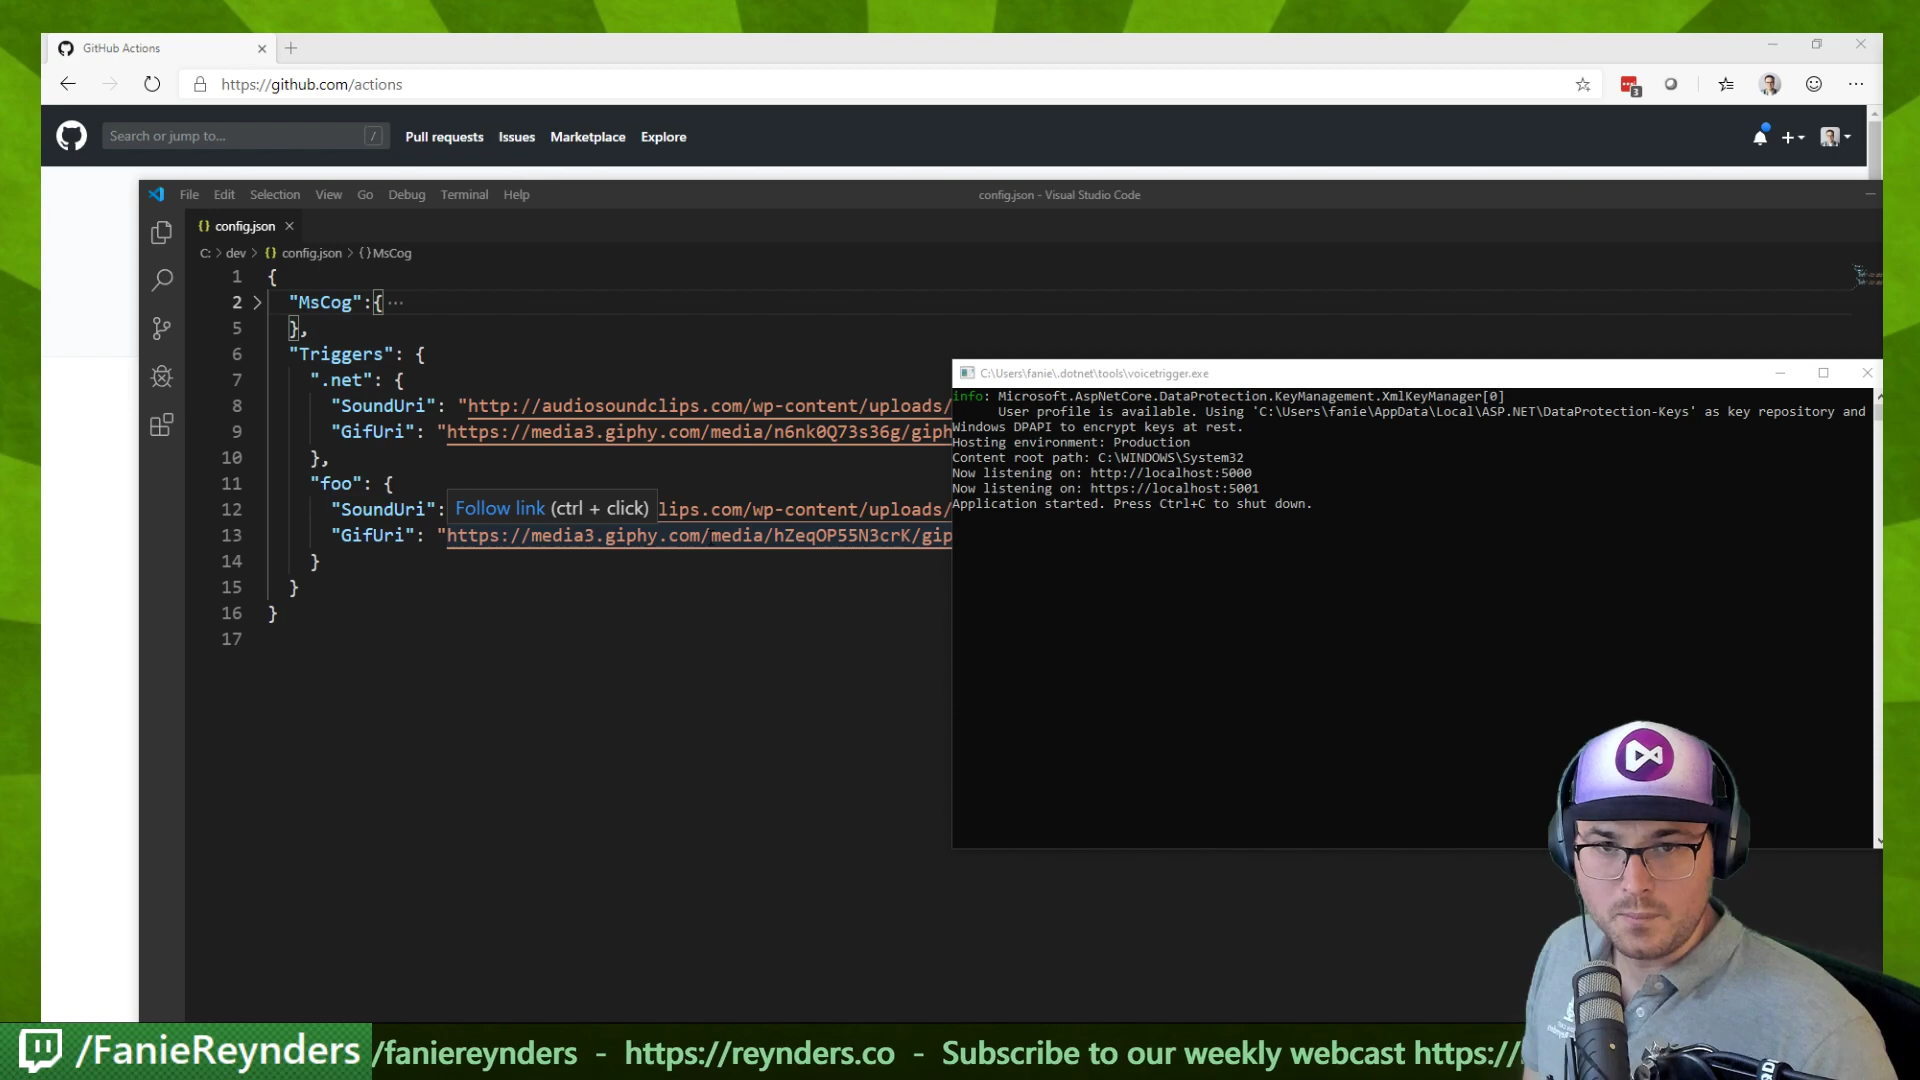 GitHub Actions
https://github.com/actions
3
Search or jump to... /
Pull requests Issues Marketplace Explore
File Edit Selection View Go Debug Terminal Help
config.json - Visual Studio Code
{} config.json
C: > dev > {} config.json > {} MsCog
1 {
2 "MsCog":{ ...
5 },
6 "Triggers": {
7 ".net": {
8 "SoundUri": "http://audiosoundclips.com/wp-content/uploads/
9 "GifUri": "https://media3.giphy.com/media/n6nk0Q73s36g/giph
10 },
11 "foo": {
Follow link (ctrl + click)
12 "SoundUri": lips.com/wp-content/uploads/
13 "GifUri": "https://media3.giphy.com/media/hZeqOP55N3crK/gip
14 }
15 }
16 }
17
C:\Users\fanie\.dotnet\tools\voicetrigger.exe
info: Microsoft.AspNetCore.DataProtection.KeyManagement.XmlKeyManager[0]
User profile is available. Using 'C:\Users\fanie\AppData\Local\ASP.NET\DataProtection-Keys' as key repository and
Windows DPAPI to encrypt keys at rest.
Hosting environment: Production
Content root path: C:\WINDOWS\System32
Now listening on: http://localhost:5000
Now listening on: https://localhost:5001
Application started. Press Ctrl+C to shut down.
/FanieReynders /faniereynders - https://reynders.co - Subscribe to our weekly webcast https://